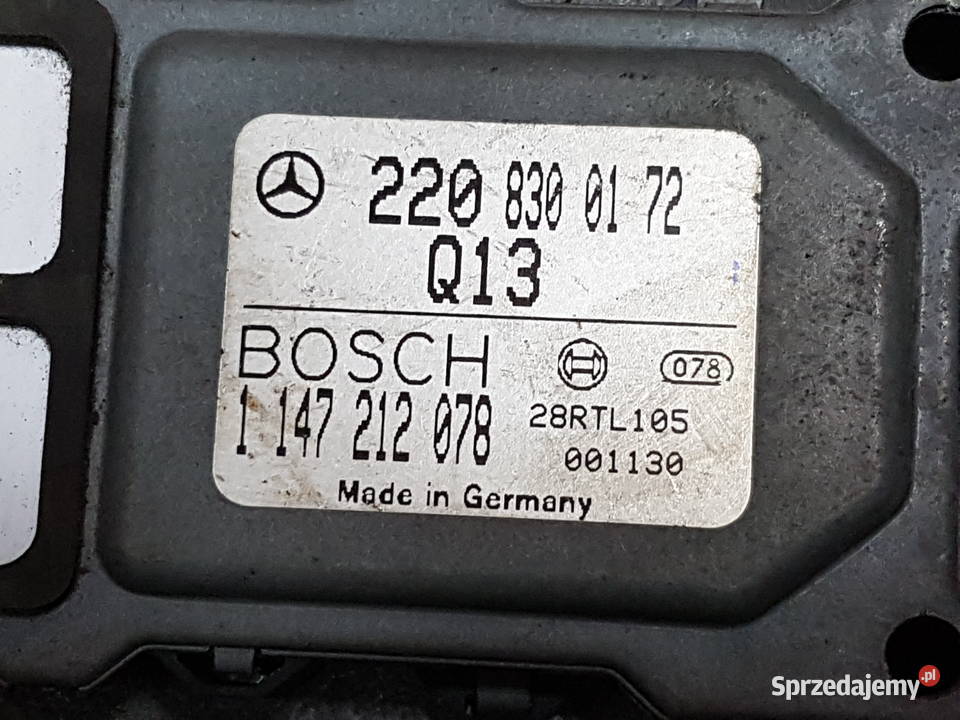 220 830 01 72
Q13
BOSCH
078
1 147 212 078
28RTL105
001130
Made in Germany
Sprzedajemy.pl